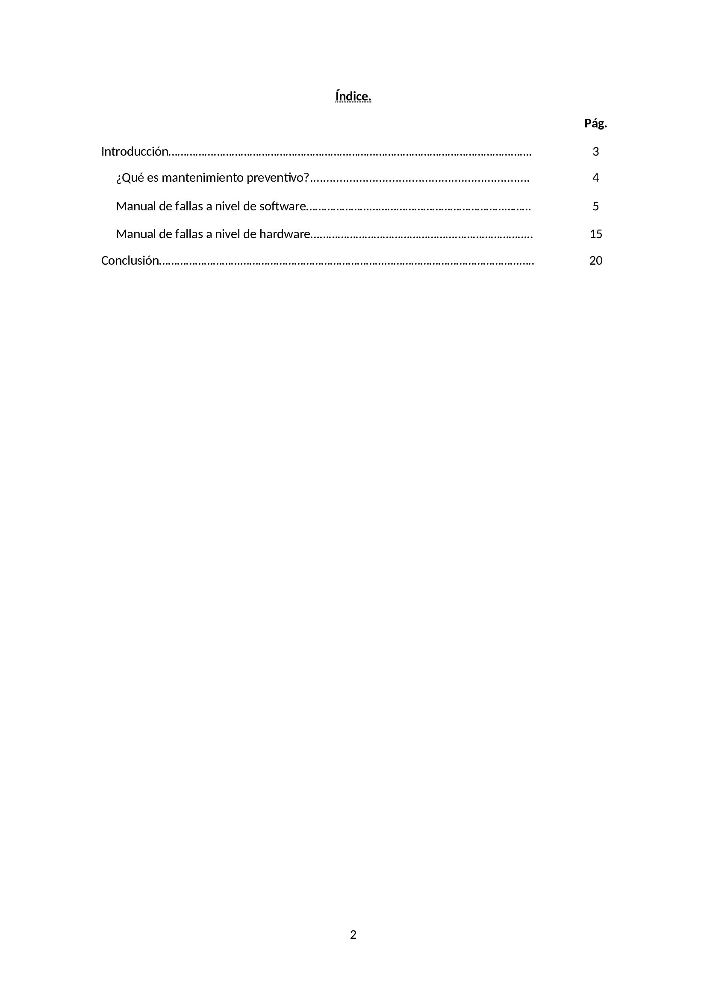 Índice.
Pág.
Introducción........................................................................................................................ 3
¿Qué es mantenimiento preventivo?......................................................................... 4
Manual de fallas a nivel de software........................................................................... 5
Manual de fallas a nivel de hardware.......................................................................... 15
Conclusión............................................................................................................................ 20
2